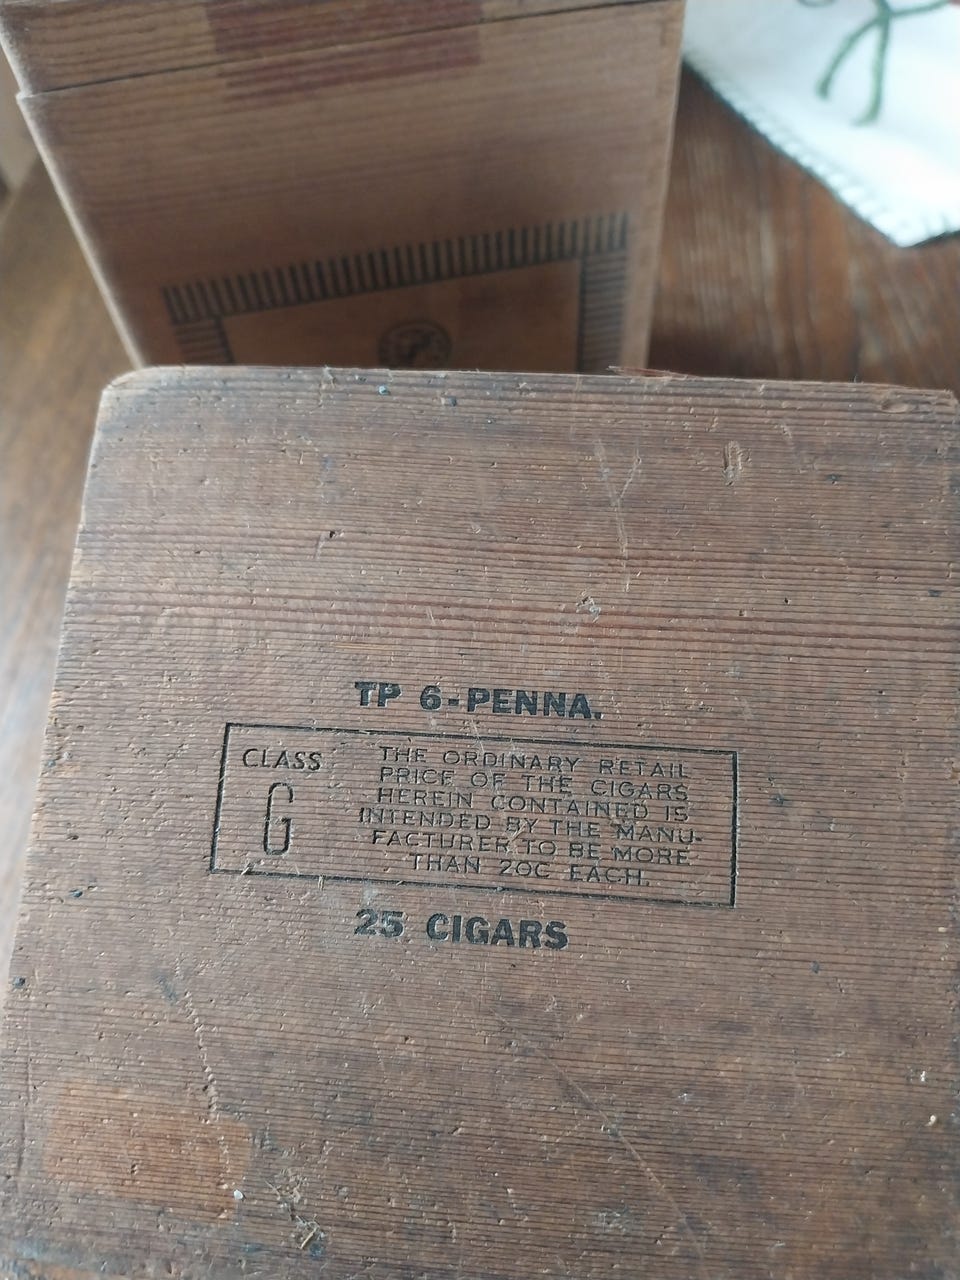 TP 6-PENNA.
CLASS
G
THE ORDINARY RETAIL
PRICE OF THE CIGARS
HEREIN CONTAINED IS
INTENDED BY THE MANU-
FACTURER TO BE MORE
THAN 20C EACH.
25 CIGARS